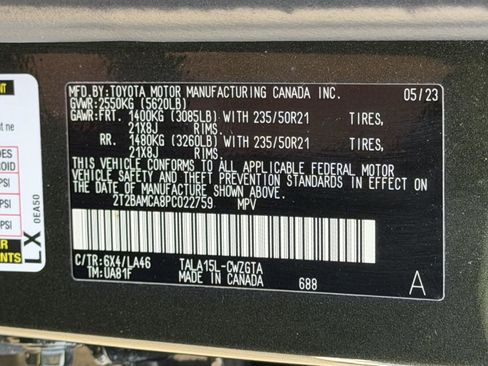 MFD.BY:TOYOTA MOTOR MANUFACTURING CANADA INC. 05/23
GVWR:2550KG (5620LB)
GAWR:FRT. 1400KG (3085LB) WITH 235/50R21 TIRES,
21X8J RIMS.
RR. 1480KG (3260LB) WITH 235/50R21 TIRES,
21X8J RIMS.
THIS VEHICLE CONFORMS TO ALL APPLICABLE FEDERAL MOTOR
VEHICLE SAFETY AND THEFT PREVENTION STANDARDS IN EFFECT ON
THE DATE OF MANUFACTURE SHOWN ABOVE.
2T2BAMCA8PC022759 MPV
C/TR:6X4/LA46 TALA15L-CWZGTA
TM:UA81F MADE IN CANADA 688 A
LX
0EA50
PSI
PSI
PSI